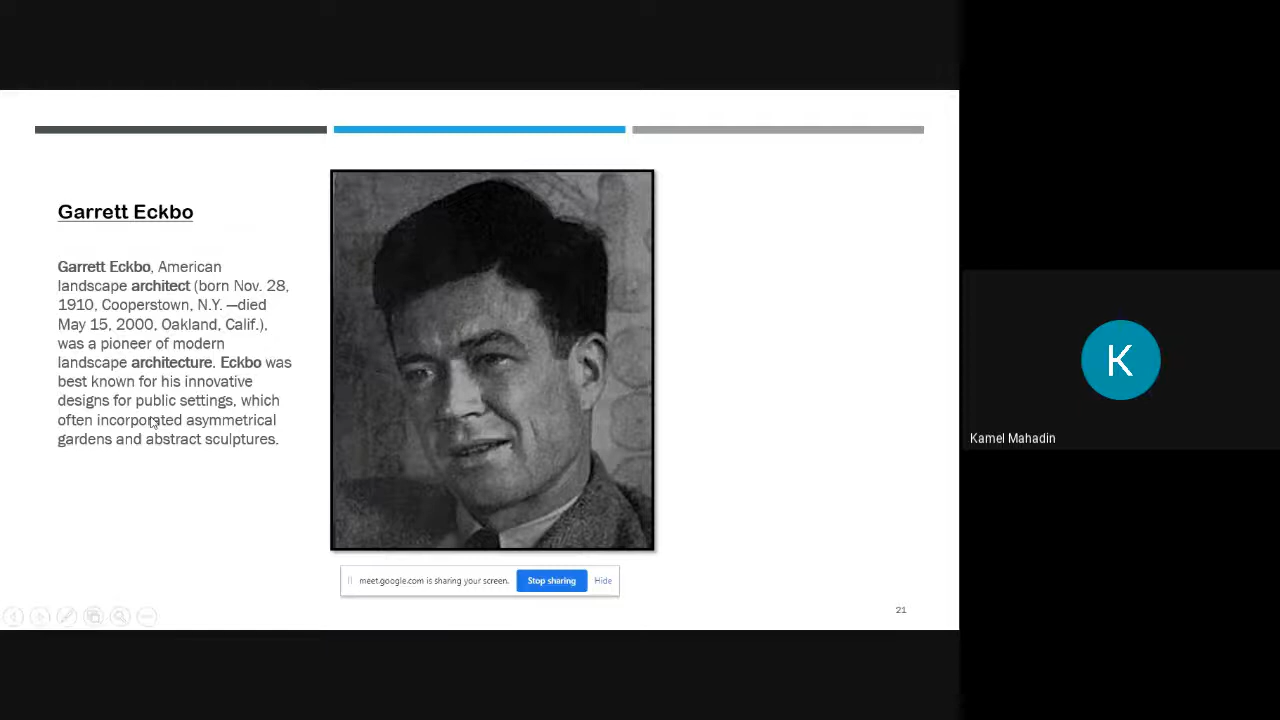 Garrett Eckbo
Garrett Eckbo, American
landscape architect (born Nov. 28,
1910, Cooperstown, N.Y. —died
May 15, 2000, Oakland, Calif.),
was a pioneer of modern
landscape architecture. Eckbo was
best known for his innovative
designs for public settings, which
often incorporated asymmetrical
gardens and abstract sculptures.
meet.google.com is sharing your screen. Stop sharing Hide
21
K
Kamel Mahadin